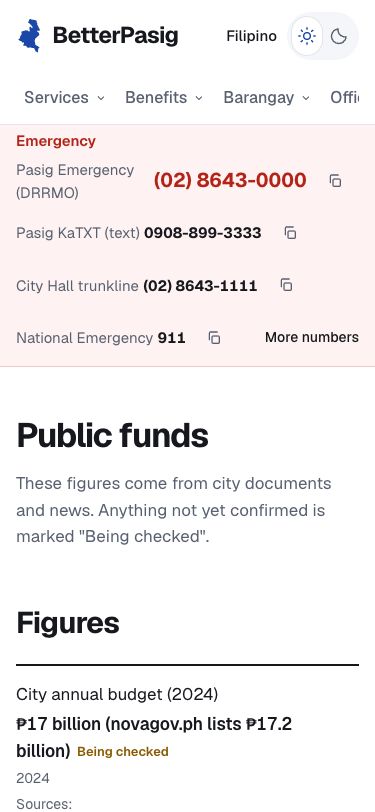 BetterPasig
Filipino
Services Benefits Barangay Offi
Emergency
Pasig Emergency (02) 8643-0000
(DRRMO)
Pasig KaTXT (text) 0908-899-3333
City Hall trunkline (02) 8643-1111
National Emergency 911 More numbers
Public funds
These figures come from city documents
and news. Anything not yet confirmed is
marked "Being checked".
Figures
City annual budget (2024)
₱17 billion (novagov.ph lists ₱17.2
billion) Being checked
2024
Sources: